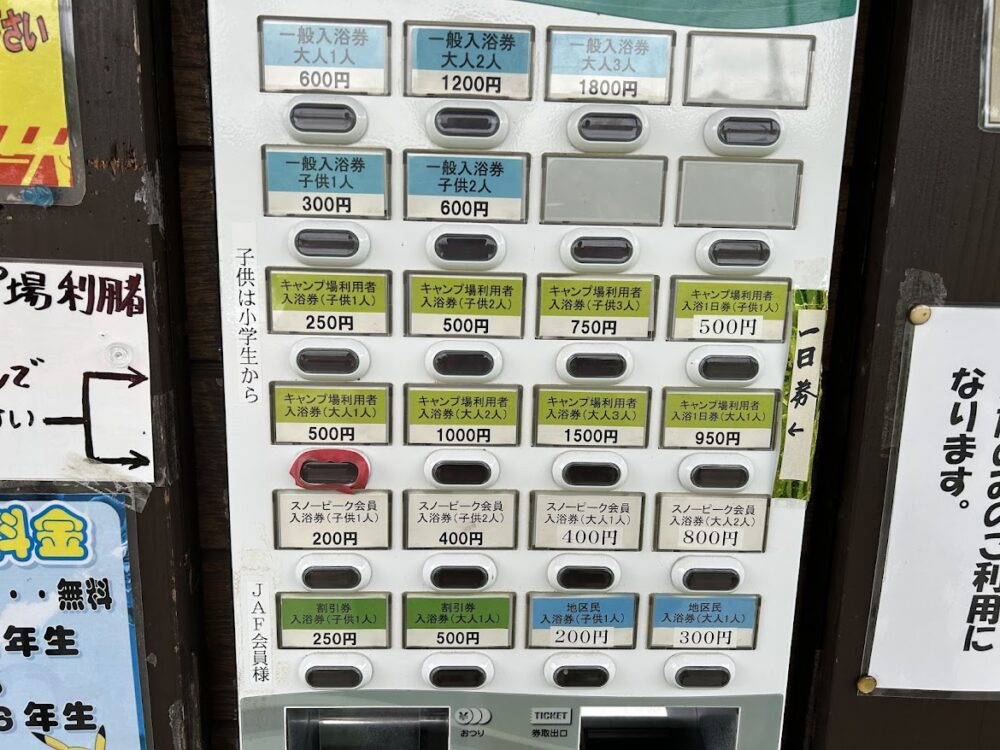 さい
一般入浴券
大人1人
600円
一般入浴券
大人2人
1200円
一般入浴券
大人3人
1800円
一般入浴券
子供1人
300円
一般入浴券
子供2人
600円
子供は小学生から
キャンプ場利用者
入浴券(子供1人)
250円
キャンプ場利用者
入浴券(子供2人)
500円
キャンプ場利用者
入浴券(子供3人)
750円
キャンプ場利用者
入浴1日券(子供1人)
500円
キャンプ場利用者
入浴券(大人1人)
500円
キャンプ場利用者
入浴券(大人2人)
1000円
キャンプ場利用者
入浴券(大人3人)
1500円
キャンプ場利用者
入浴1日券(大人1人)
950円
一日券
←
スノーピーク会員
入浴券(子供1人)
200円
スノーピーク会員
入浴券(子供2人)
400円
スノーピーク会員
入浴券(大人1人)
400円
スノーピーク会員
入浴券(大人2人)
800円
JAF会員様
割引券
入浴券(子供1人)
250円
割引券
入浴券(大人1人)
500円
地区民
入浴券(子供1人)
200円
地区民
入浴券(大人1人)
300円
おつり
TICKET
券取出口
場利用者
んで
さい
料金
・・無料
年生
6年生
のご利用に
なります。